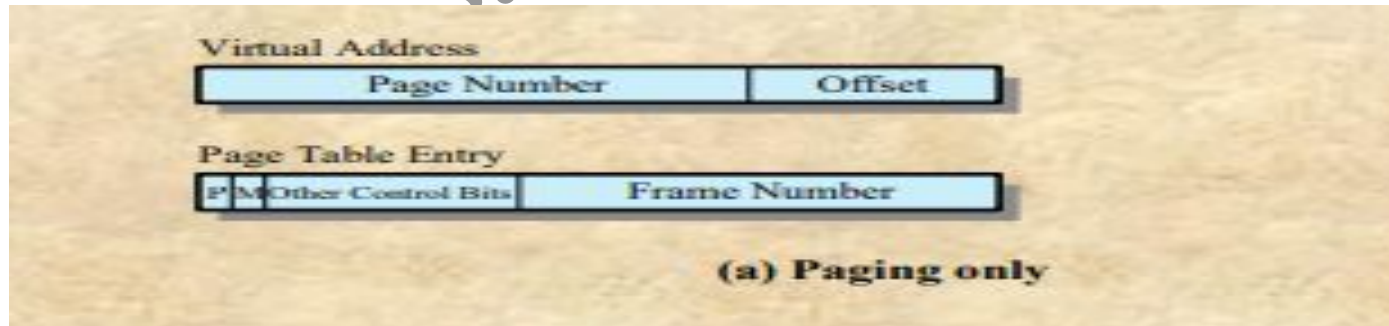 Virtual Address
Page Number Offset
Page Table Entry
P M Other Control Bits Frame Number
(a) Paging only